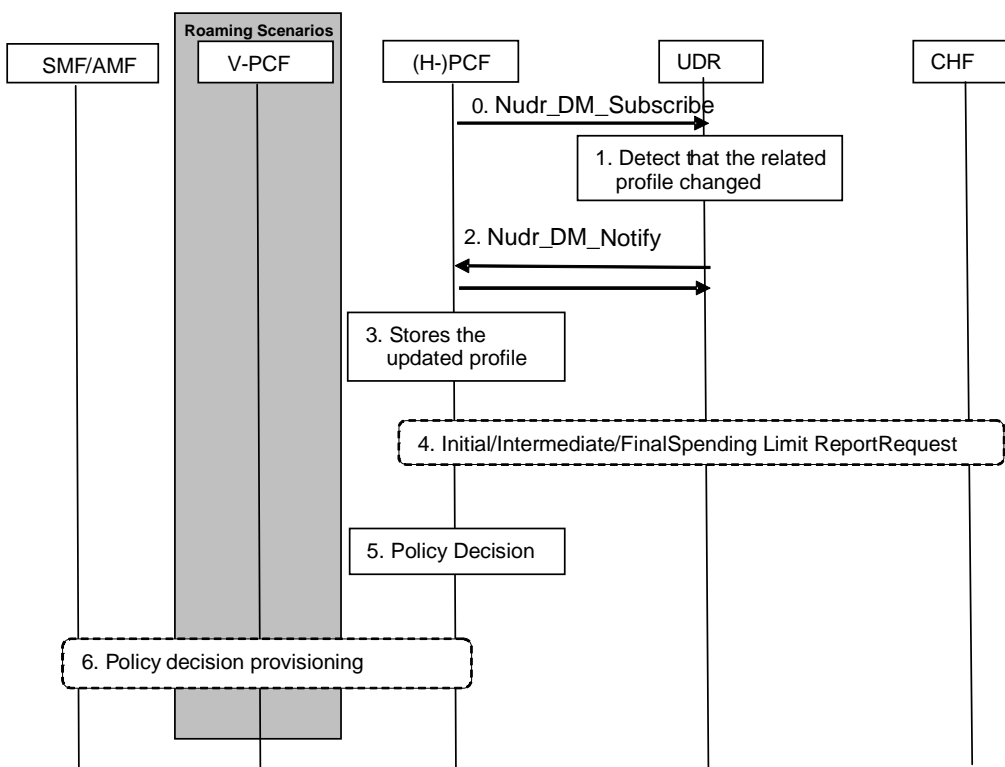 Roaming Scenarios
SMF/AMF
V-PCF
(H-)PCF
UDR
CHF
0. Nudr_DM_Subscribe
1. Detect that the related
profile changed
2. Nudr_DM_Notify
3. Stores the
updated profile
4. Initial/Intermediate/FinalSpending Limit ReportRequest
5. Policy Decision
6. Policy decision provisioning